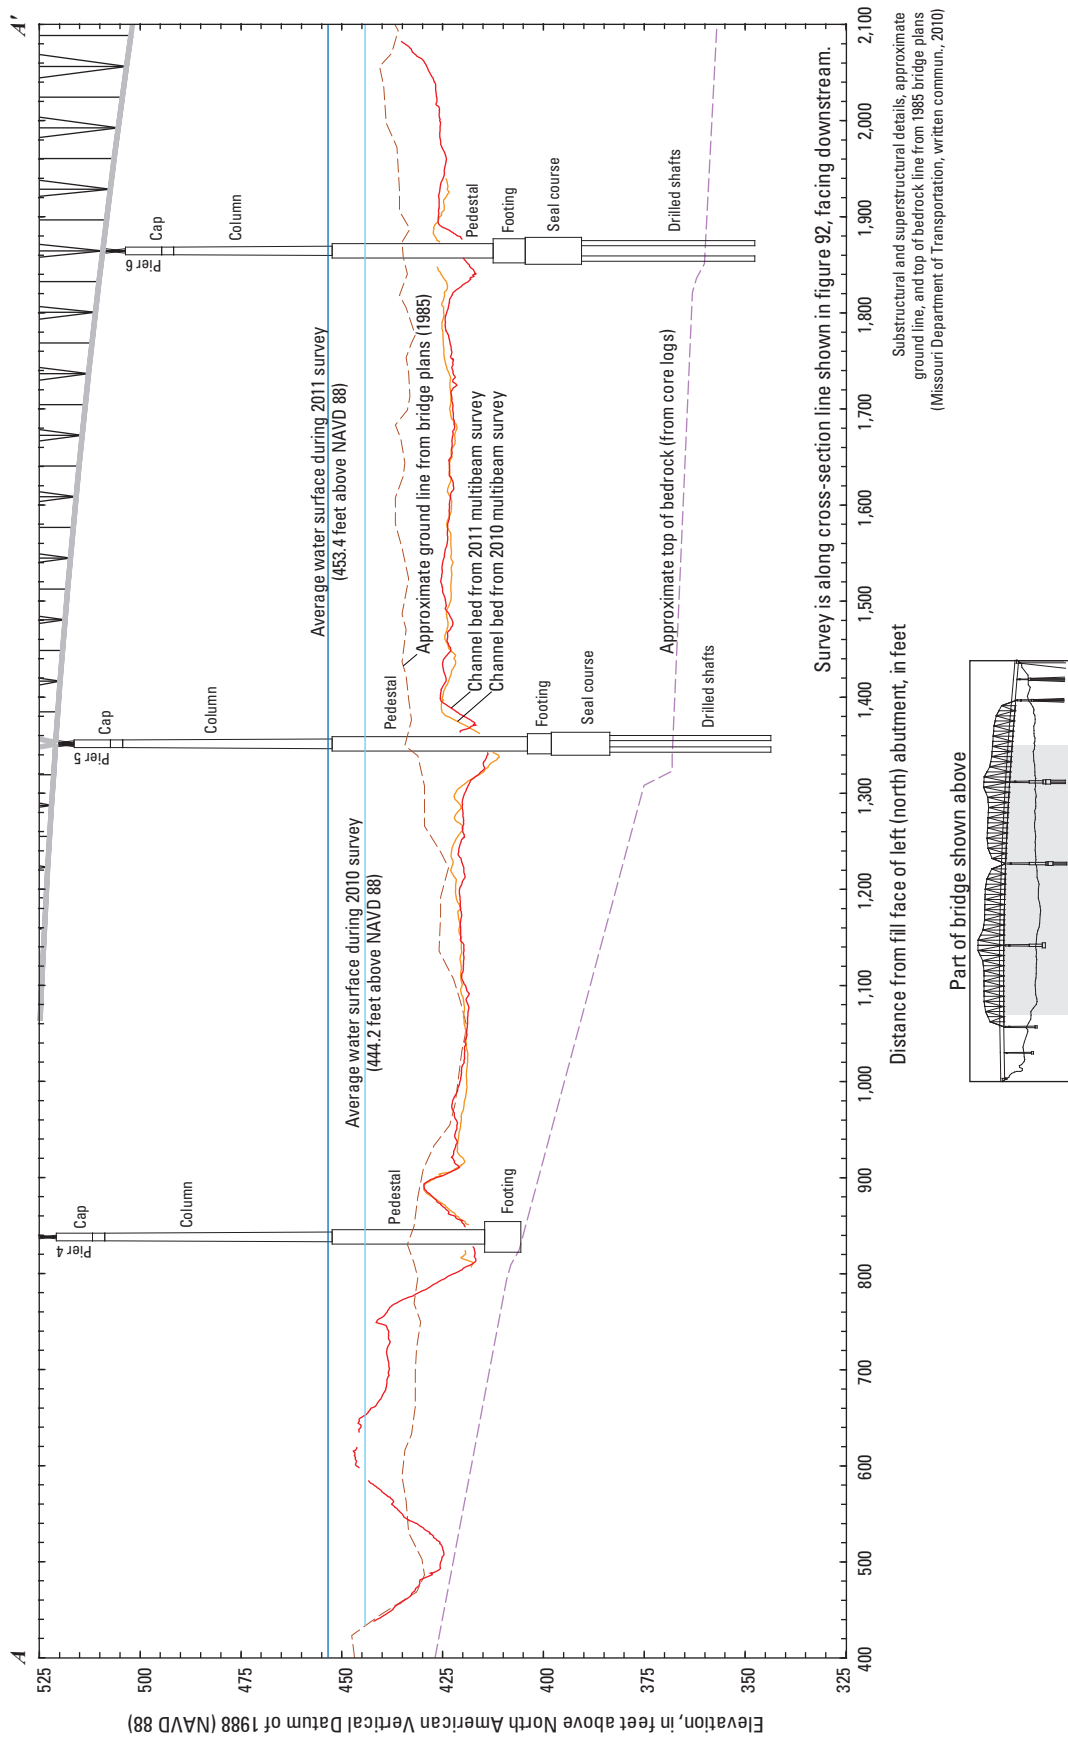 A
A'
525
500
475
450
425
400
375
350
325
Elevation, in feet above North American Vertical Datum of 1988 (NAVD 88)
Pier 4
Cap
Column
Pedestal
Footing
Pier 5
Cap
Column
Pedestal
Footing
Seal course
Drilled shafts
Pier 6
Cap
Column
Pedestal
Footing
Seal course
Drilled shafts
Average water surface during 2011 survey
(453.4 feet above NAVD 88)
Average water surface during 2010 survey
(444.2 feet above NAVD 88)
Approximate ground line from bridge plans (1985)
Channel bed from 2011 multibeam survey
Channel bed from 2010 multibeam survey
Approximate top of bedrock (from core logs)
Survey is along cross-section line shown in figure 92, facing downstream.
400
500
600
700
800
900
1,000
1,100
1,200
1,300
1,400
1,500
1,600
1,700
1,800
1,900
2,000
2,100
Distance from fill face of left (north) abutment, in feet
Substructural and superstructural details, approximate
ground line, and top of bedrock line from 1985 bridge plans
(Missouri Department of Transportation, written commun., 2010)
Part of bridge shown above